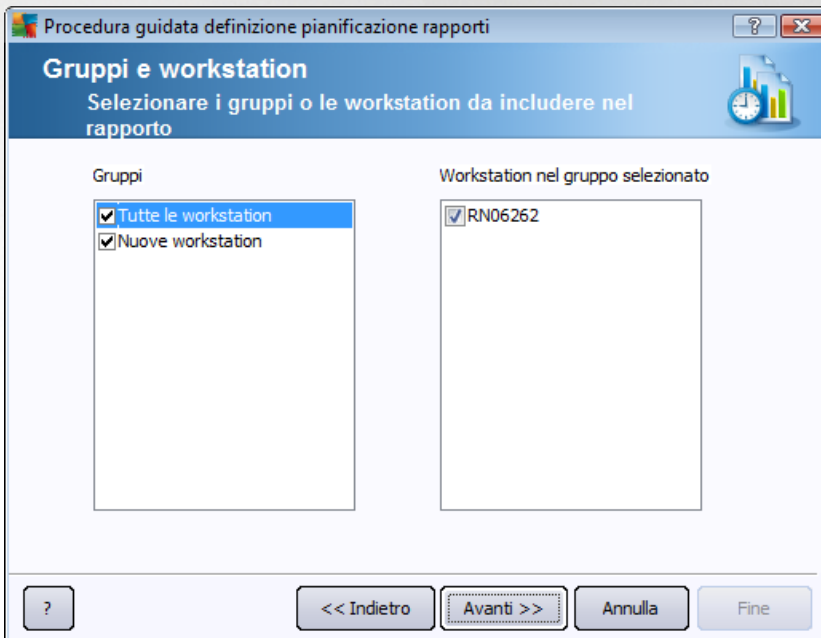 Procedura guidata definizione pianificazione rapporti
?
Gruppi e workstation
Selezionare i gruppi o le workstation da includere nel
rapporto
Gruppi
Workstation nel gruppo selezionato
Tutte le workstation
Nuove workstation
RN06262
?
<< Indietro
Avanti >>
Annulla
Fine